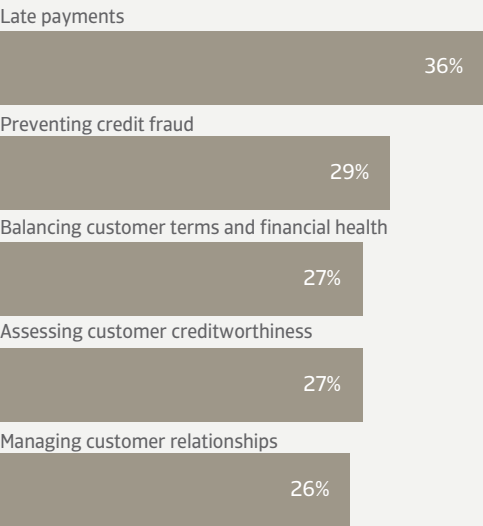 Late payments
36%
Preventing credit fraud
29%
Balancing customer terms and financial health
27%
Assessing customer creditworthiness
27%
Managing customer relationships
26%